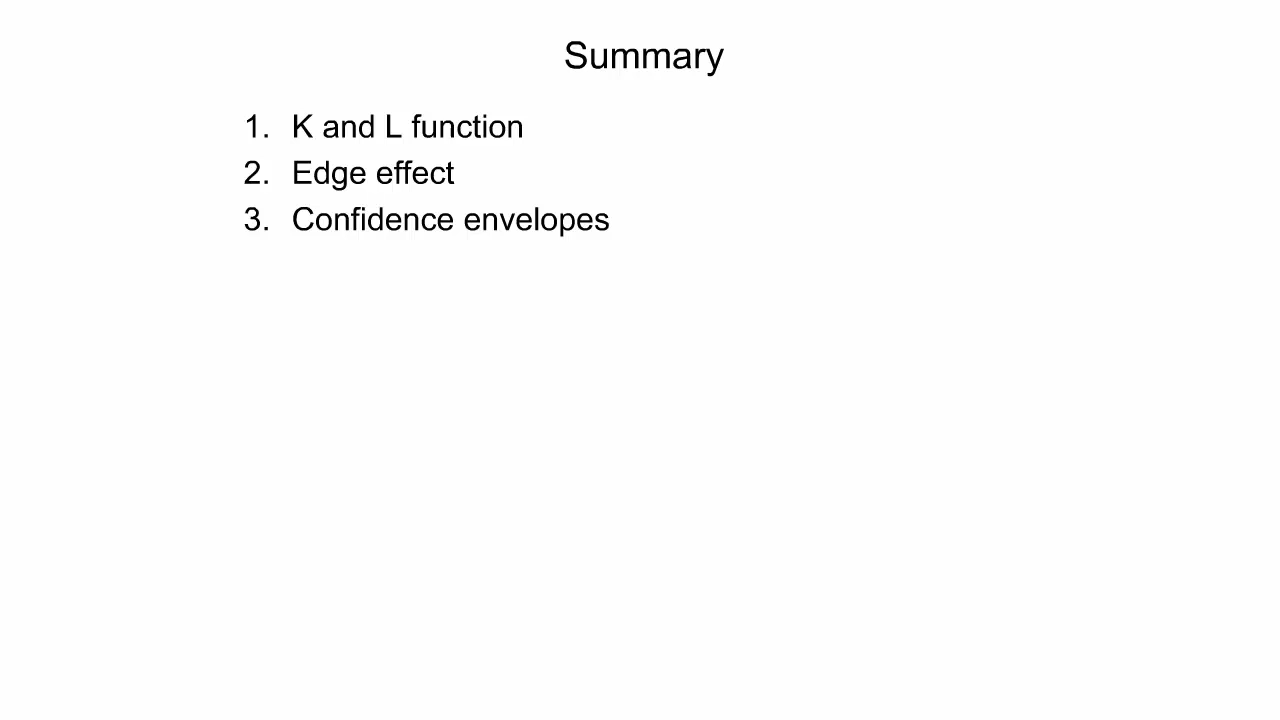 Summary
1. K and L function
2. Edge effect
3. Confidence envelopes